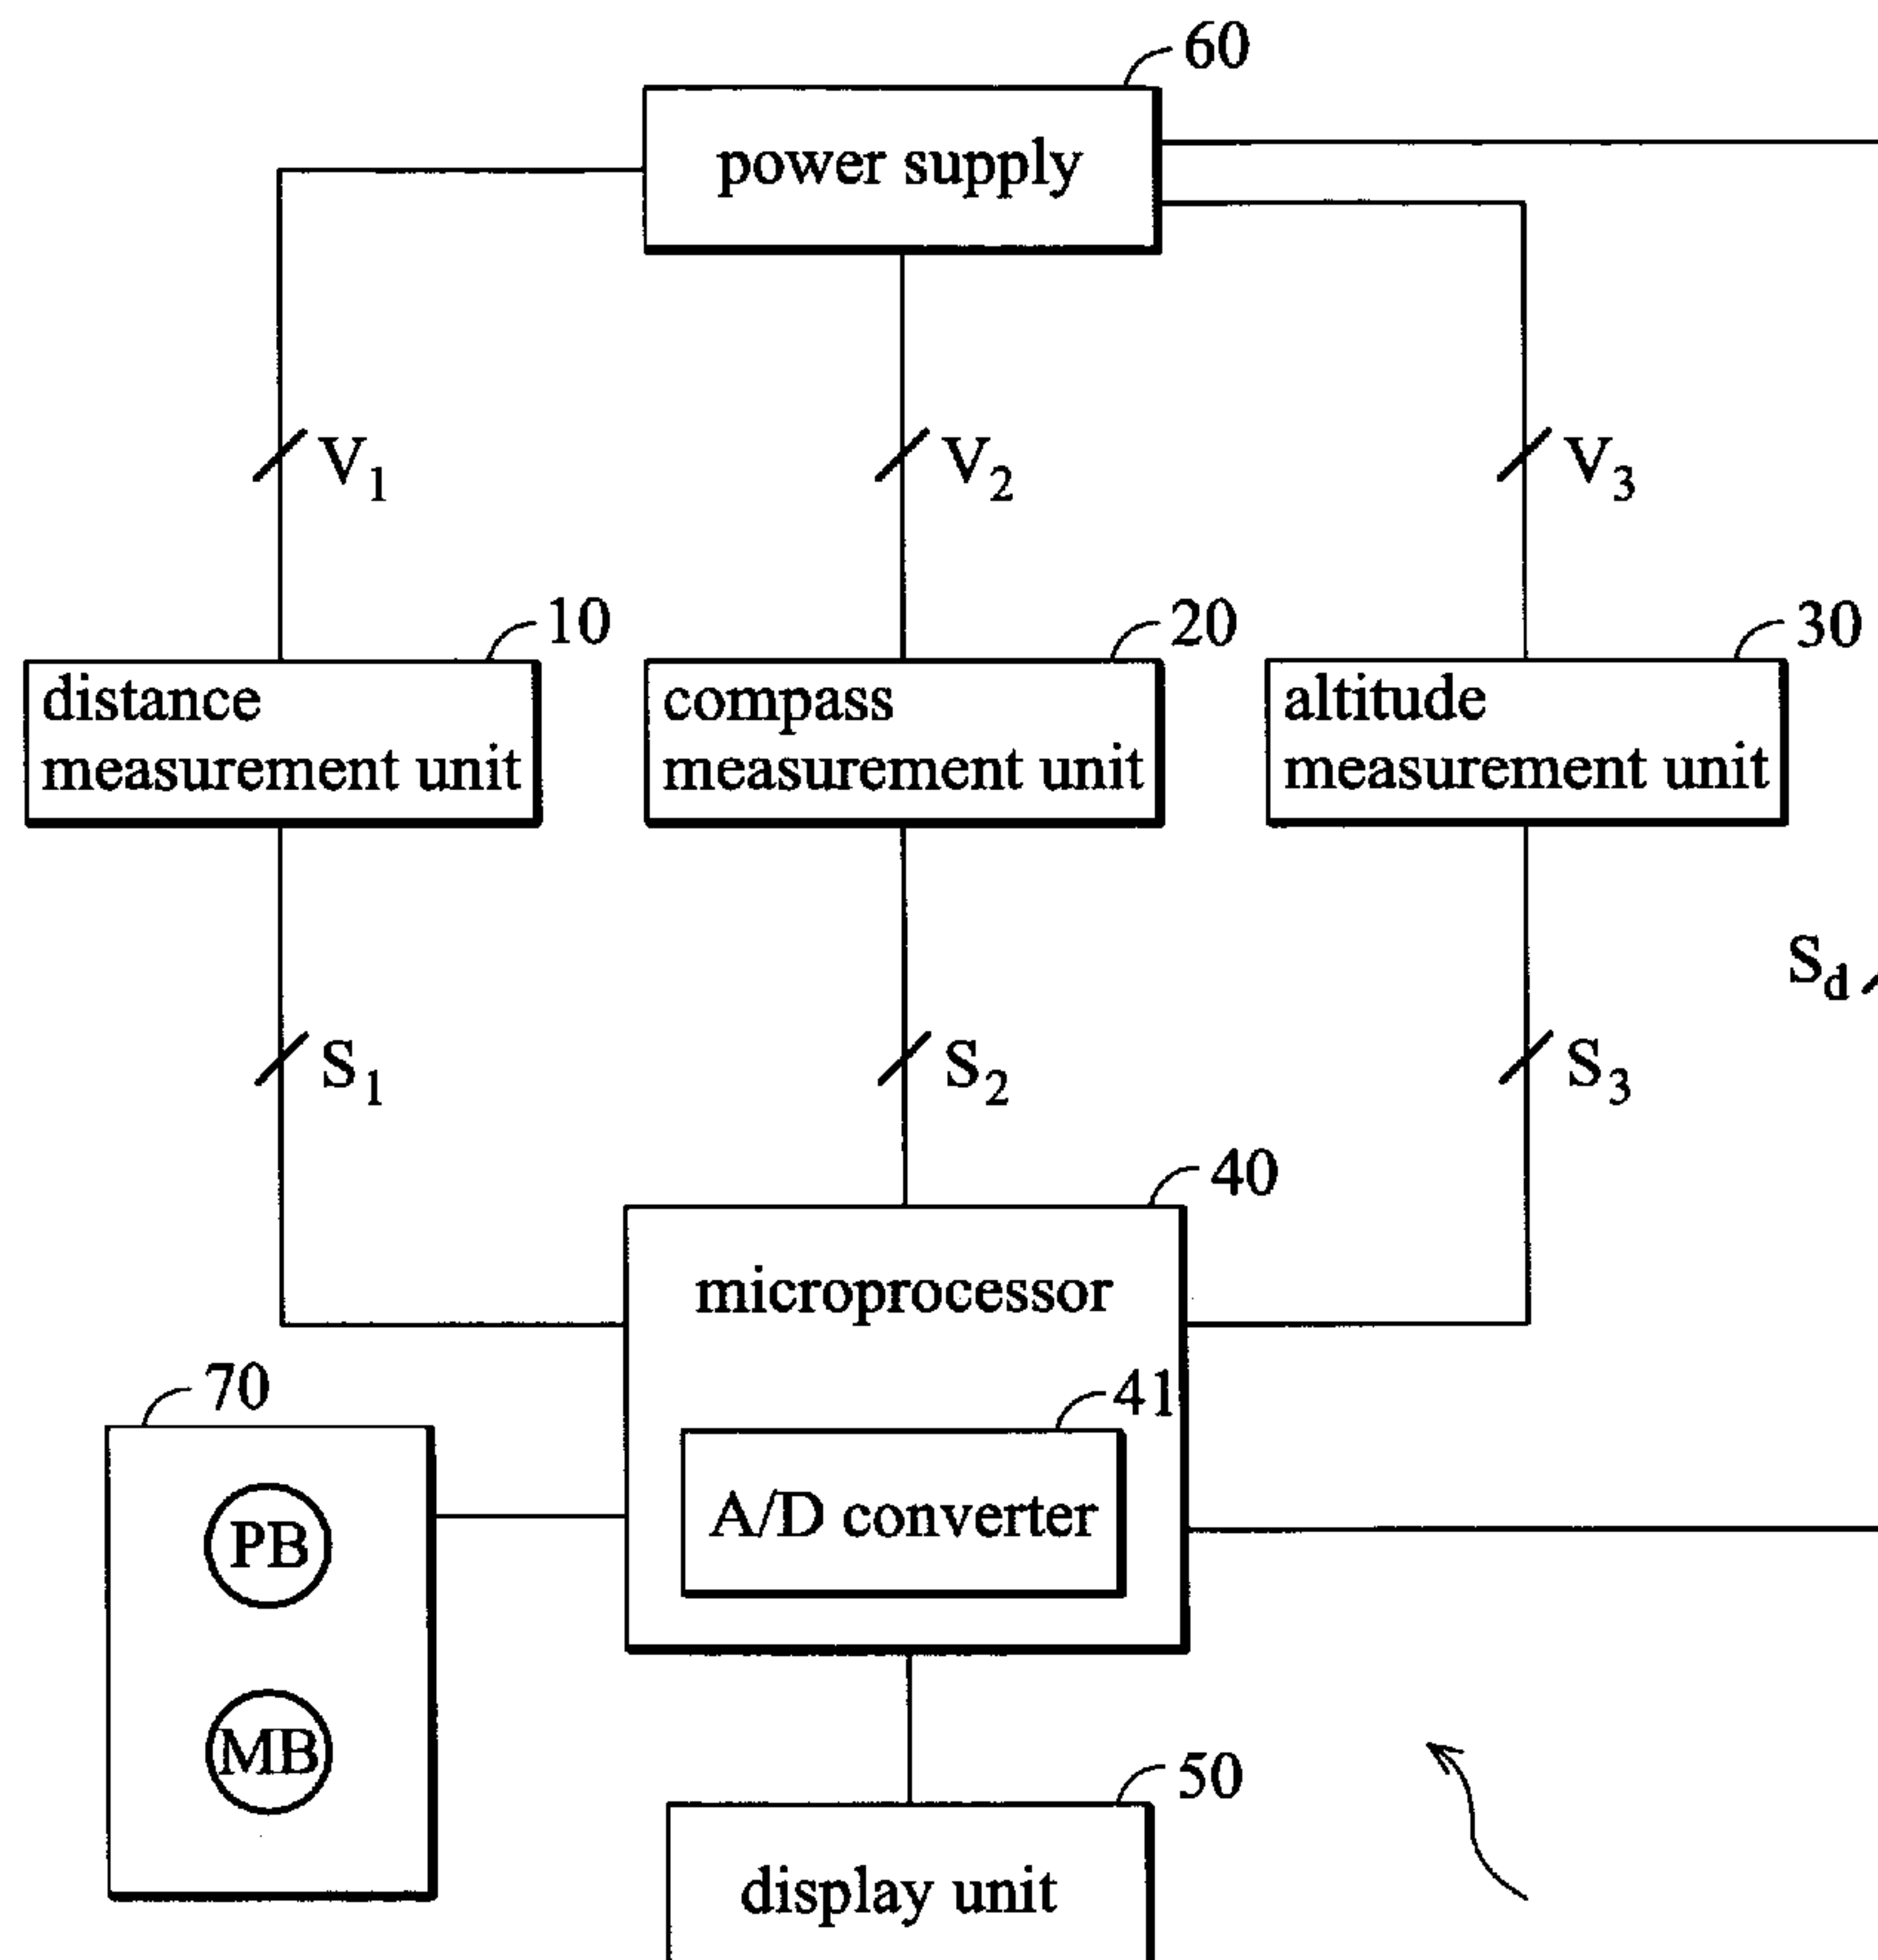 60
power supply
V1
V2
V3
10
20
30
distance
measurement unit
compass
measurement unit
altitude
measurement unit
Sd
S1
S2
S3
40
microprocessor
70
41
A/D converter
PB
MB
50
display unit